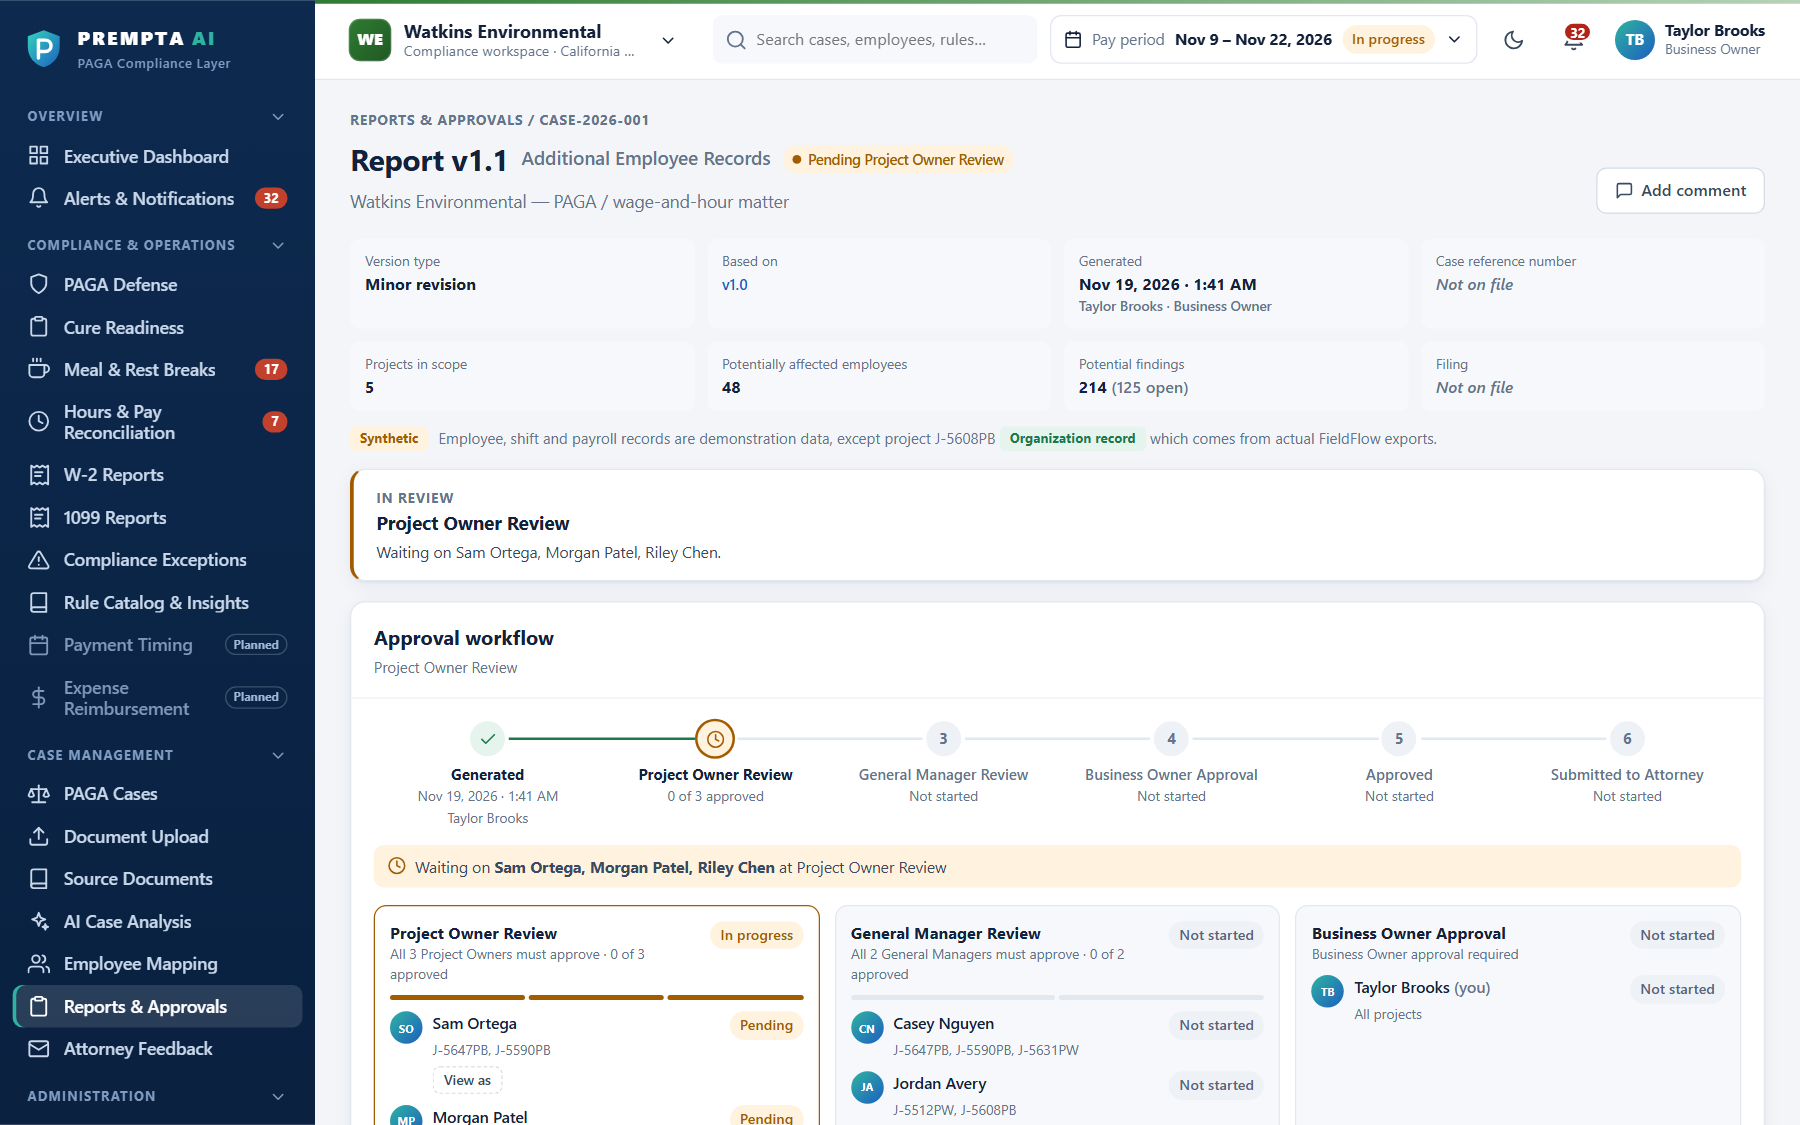 PREMPTA AI
PAGA Compliance Layer
OVERVIEW
Executive Dashboard
Alerts & Notifications 32
COMPLIANCE & OPERATIONS
PAGA Defense
Cure Readiness
Meal & Rest Breaks 17
Hours & Pay
Reconciliation 7
W-2 Reports
1099 Reports
Compliance Exceptions
Rule Catalog & Insights
Payment Timing Planned
Expense
Reimbursement Planned
CASE MANAGEMENT
PAGA Cases
Document Upload
Source Documents
AI Case Analysis
Employee Mapping
Reports & Approvals
Attorney Feedback
ADMINISTRATION
WE
Watkins Environmental
Compliance workspace · California ...
Search cases, employees, rules...
Pay period Nov 9 – Nov 22, 2026 In progress
32
TB
Taylor Brooks
Business Owner
REPORTS & APPROVALS / CASE-2026-001
Report v1.1 Additional Employee Records Pending Project Owner Review
Watkins Environmental — PAGA / wage-and-hour matter
Add comment
Version type
Minor revision
Based on
v1.0
Generated
Nov 19, 2026 · 1:41 AM
Taylor Brooks · Business Owner
Case reference number
Not on file
Projects in scope
5
Potentially affected employees
48
Potential findings
214 (125 open)
Filing
Not on file
Synthetic Employee, shift and payroll records are demonstration data, except project J-5608PB Organization record which comes from actual FieldFlow exports.
IN REVIEW
Project Owner Review
Waiting on Sam Ortega, Morgan Patel, Riley Chen.
Approval workflow
Project Owner Review
Generated
Nov 19, 2026 · 1:41 AM
Taylor Brooks
Project Owner Review
0 of 3 approved
3
General Manager Review
Not started
4
Business Owner Approval
Not started
5
Approved
Not started
6
Submitted to Attorney
Not started
Waiting on Sam Ortega, Morgan Patel, Riley Chen at Project Owner Review
Project Owner Review In progress
All 3 Project Owners must approve · 0 of 3
approved
SO Sam Ortega Pending
J-5647PB, J-5590PB
View as
MP Morgan Patel Pending
General Manager Review Not started
All 2 General Managers must approve · 0 of 2
approved
CN Casey Nguyen Not started
J-5647PB, J-5590PB, J-5631PW
JA Jordan Avery Not started
J-5512PW, J-5608PB
Business Owner Approval Not started
Business Owner approval required
TB Taylor Brooks (you) Not started
All projects